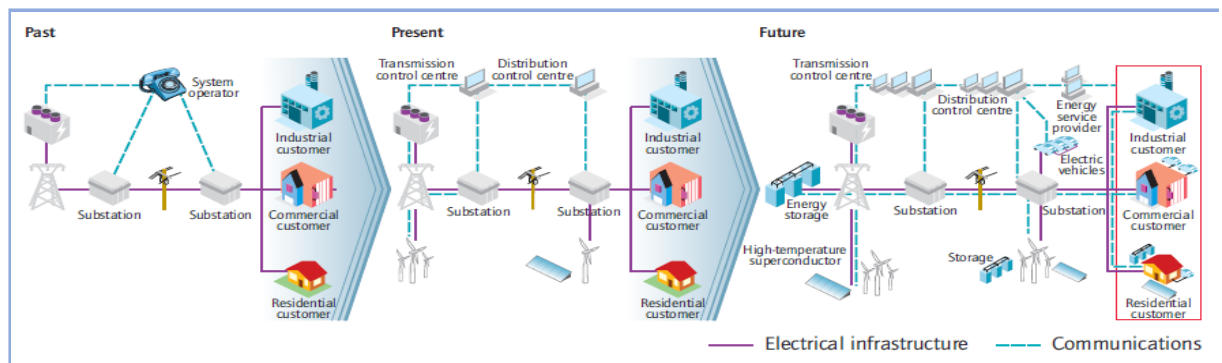 Past
System
operator
Substation
Substation
Industrial
customer
Commercial
customer
Residential
customer
Present
Transmission
control centre
Distribution
control centre
Substation
Substation
Industrial
customer
Commercial
customer
Residential
customer
Future
Transmission
control centre
Distribution
control centre
Energy
service
provider
Electric
vehicles
Energy
storage
Substation
Substation
High-temperature
superconductor
Storage
Industrial
customer
Commercial
customer
Residential
customer
Electrical infrastructure
Communications